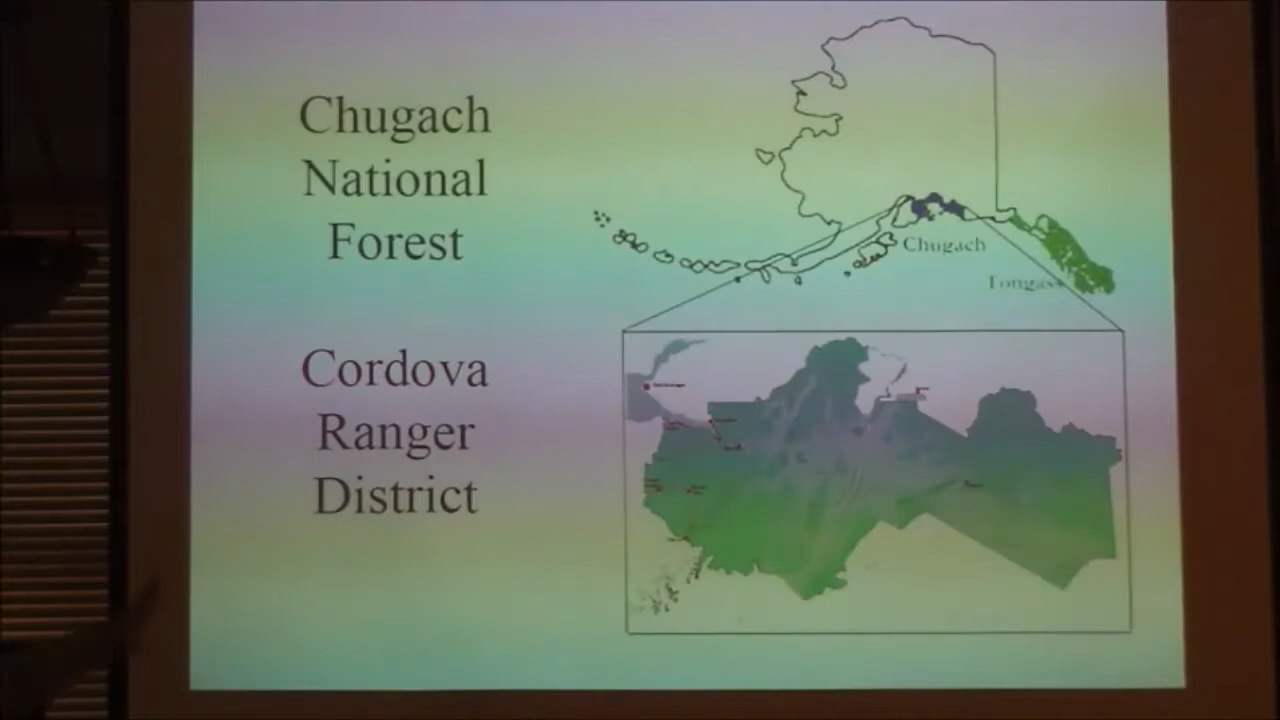 Chugach
National
Forest
Chugach
Tongass
Cordova
Ranger
District